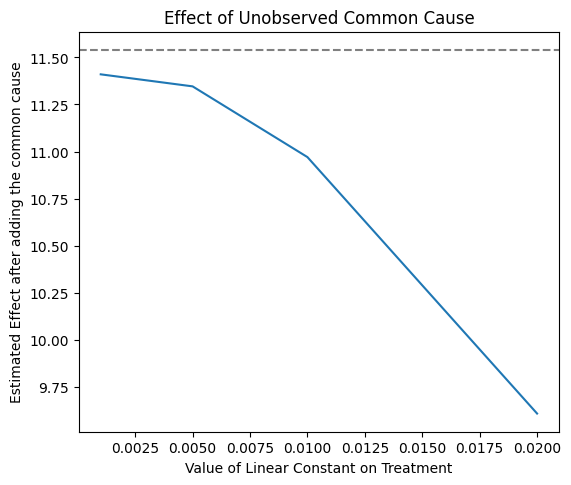 Effect of Unobserved Common Cause
Estimated Effect after adding the common cause
11.50
11.25
11.00
10.75
10.50
10.25
10.00
9.75
0.0025 0.0050 0.0075 0.0100 0.0125 0.0150 0.0175 0.0200
Value of Linear Constant on Treatment